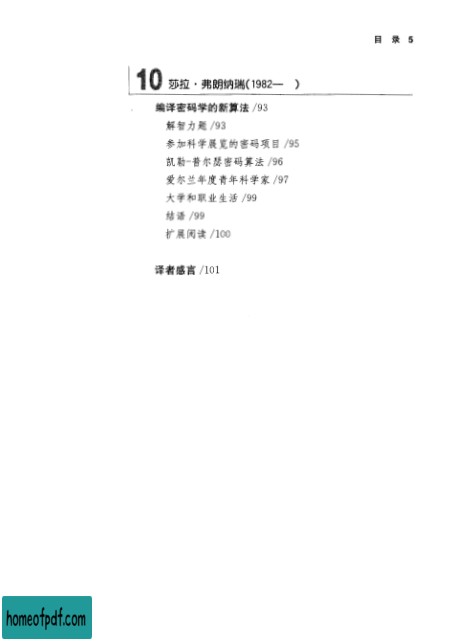 目 录 5
10 莎拉·弗朗纳瑞(1982— )
编译密码学的新算法/93
解智力题/93
参加科学展览的密码项目/95
凯勒-普尔瑟密码算法/96
爱尔兰年度青年科学家/97
大学和职业生活/99
结语/99
扩展阅读/100
译者感言/101
homeofpdf.com